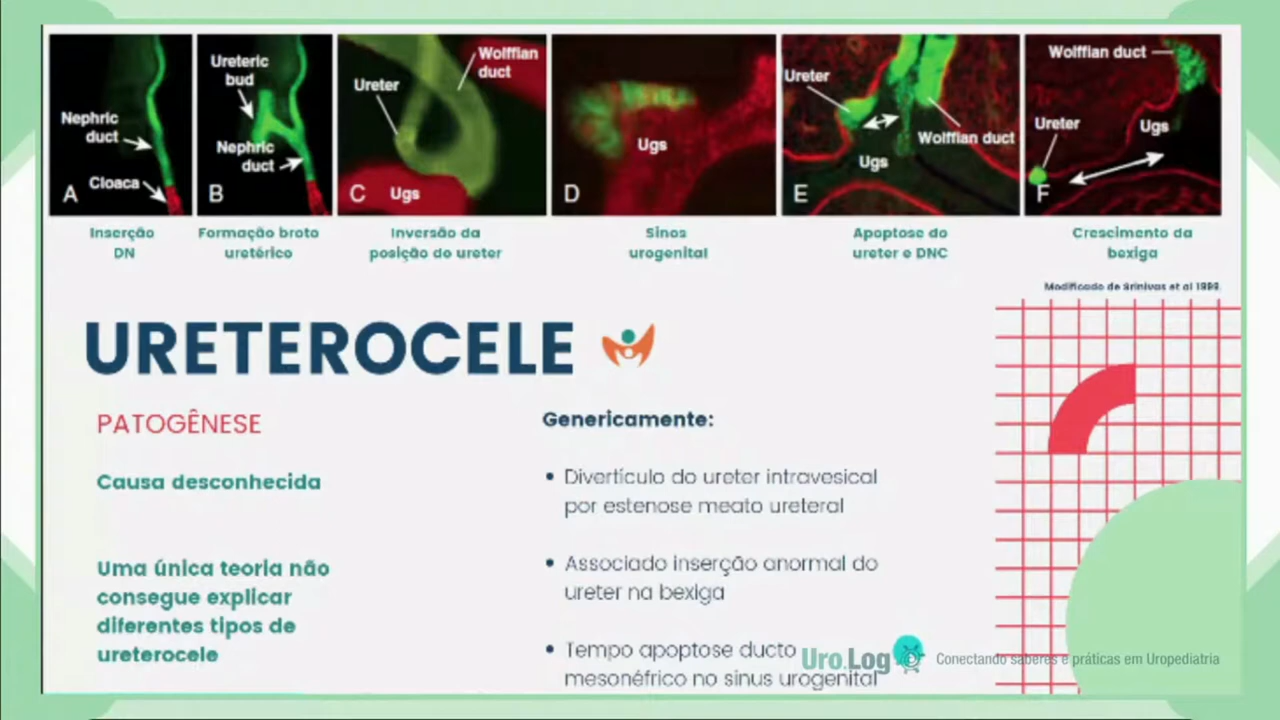 Nephric
duct
Cloaca
A
Ureteric
bud
Nephric
duct
B
Wolffian
duct
Ureter
C
Ugs
Ugs
D
Ureter
Wolffian duct
Ugs
E
Wolffian duct
Ureter
Ugs
F
Inserção
DN
Formação broto
uretérico
Inversão da
posição do ureter
Sinos
urogenital
Apoptose do
ureter e DNC
Crescimento da
bexiga
Modificado de Srinivas et al 1999.
URETEROCELE
PATOGÊNESE
Causa desconhecida
Uma única teoria não
consegue explicar
diferentes tipos de
ureterocele
Genericamente:
• Divertículo do ureter intravesical
por estenose meato ureteral
• Associado inserção anormal do
ureter na bexiga
• Tempo apoptose ducto
mesonéfrico no sinus urogenital
Uro.Log
Conectando saberes e práticas em Uropediatria